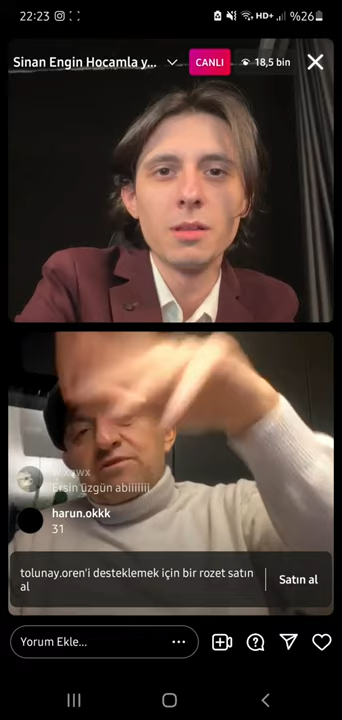 22:23
HD+
%26
Sinan Engin Hocamla y...
CANLI
18,5 bin
Ersin üzgün abiiiiiii
harun.okkk
31
tolunay.oren'i desteklemek için bir rozet satın
al
Satın al
Yorum Ekle...